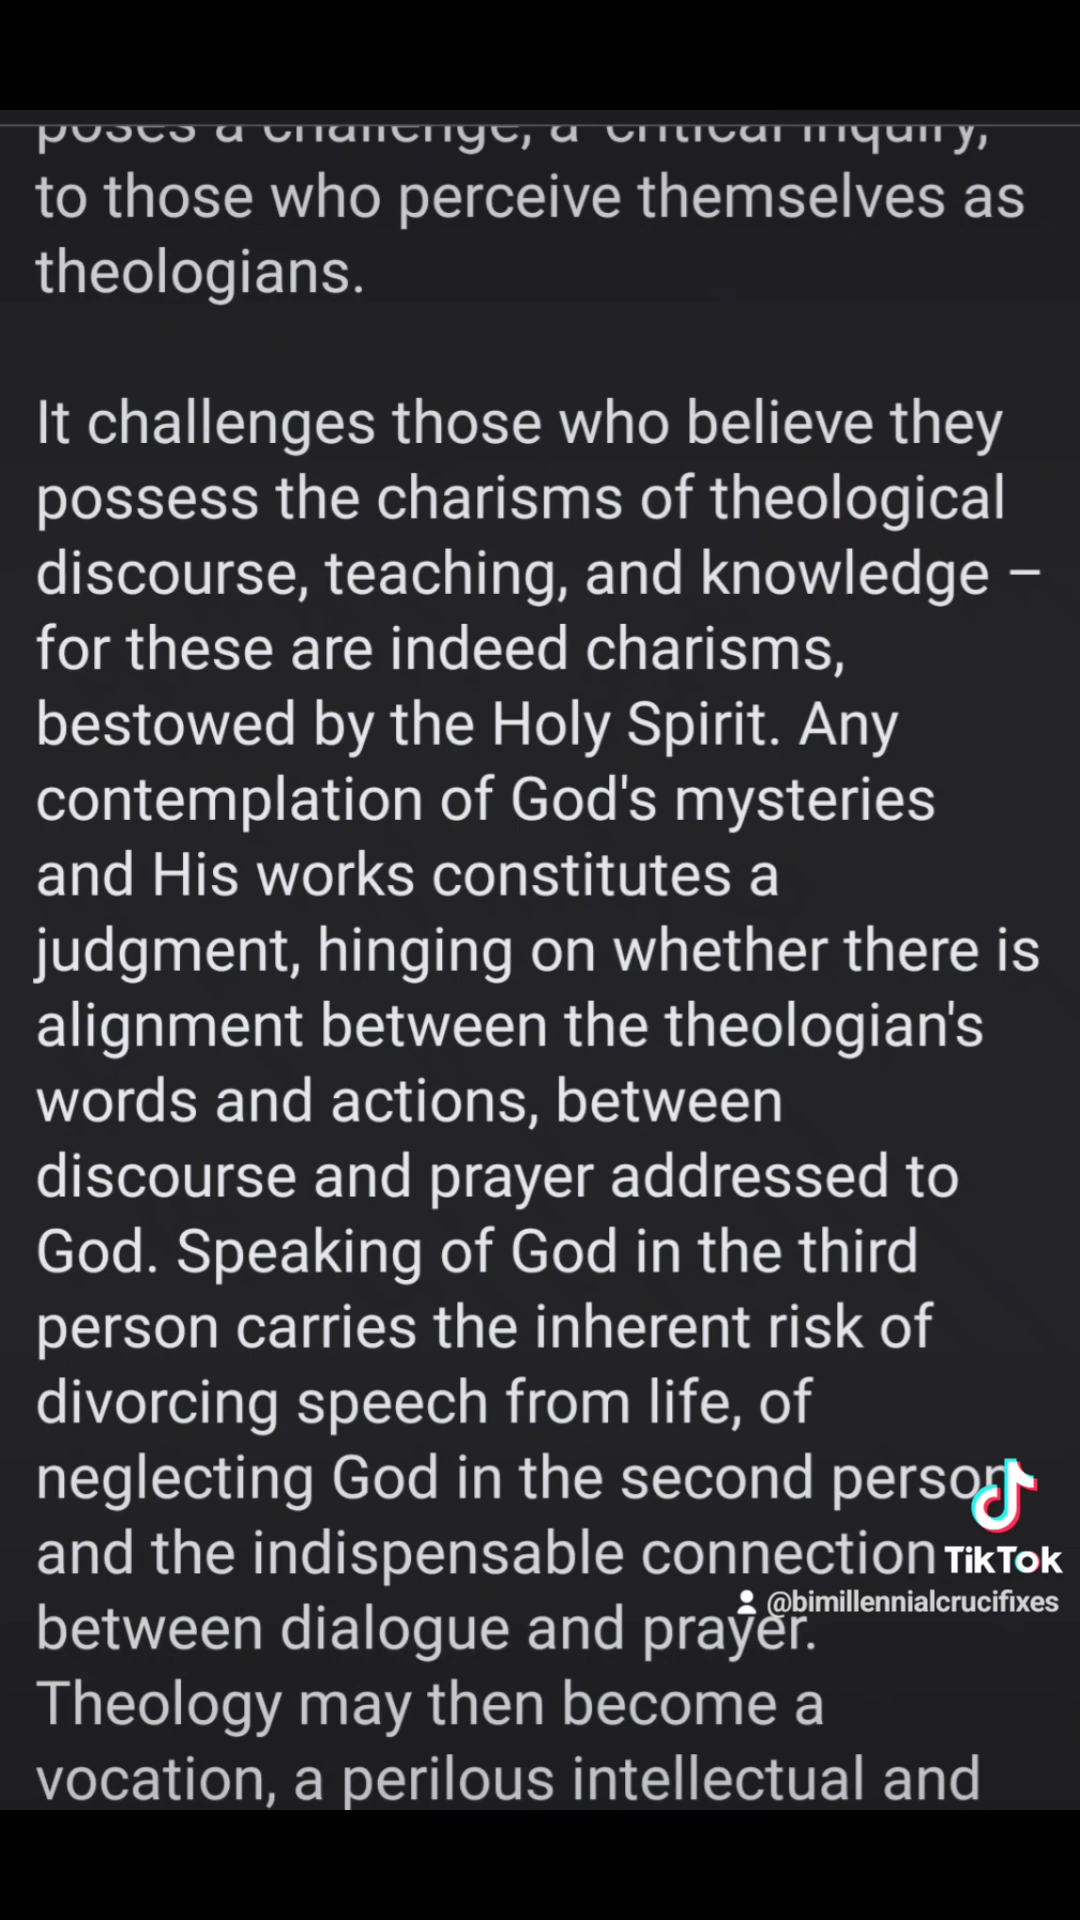 poses a challenge, a 'critical inquiry,
to those who perceive themselves as
theologians.
It challenges those who believe they
possess the charisms of theological
discourse, teaching, and knowledge –
for these are indeed charisms,
bestowed by the Holy Spirit. Any
contemplation of God's mysteries
and His works constitutes a
judgment, hinging on whether there is
alignment between the theologian's
words and actions, between
discourse and prayer addressed to
God. Speaking of God in the third
person carries the inherent risk of
divorcing speech from life, of
neglecting God in the second person
and the indispensable connection
between dialogue and prayer.
Theology may then become a
vocation, a perilous intellectual and
TikTok
@bimillennialcrucifixes